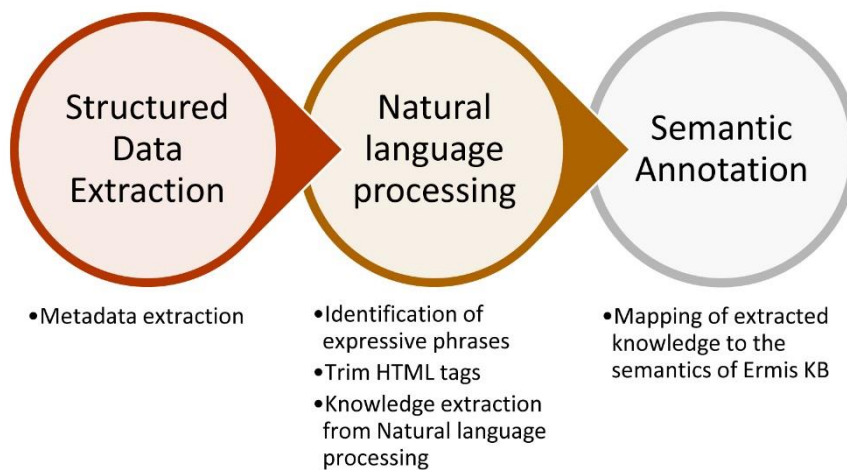 Structured
Data
Extraction
Natural
language
processing
Semantic
Annotation
•Metadata extraction
•Identification of
expressive phrases
•Trim HTML tags
•Knowledge extraction
from Natural language
processing
•Mapping of extracted
knowledge to the
semantics of Ermis KB